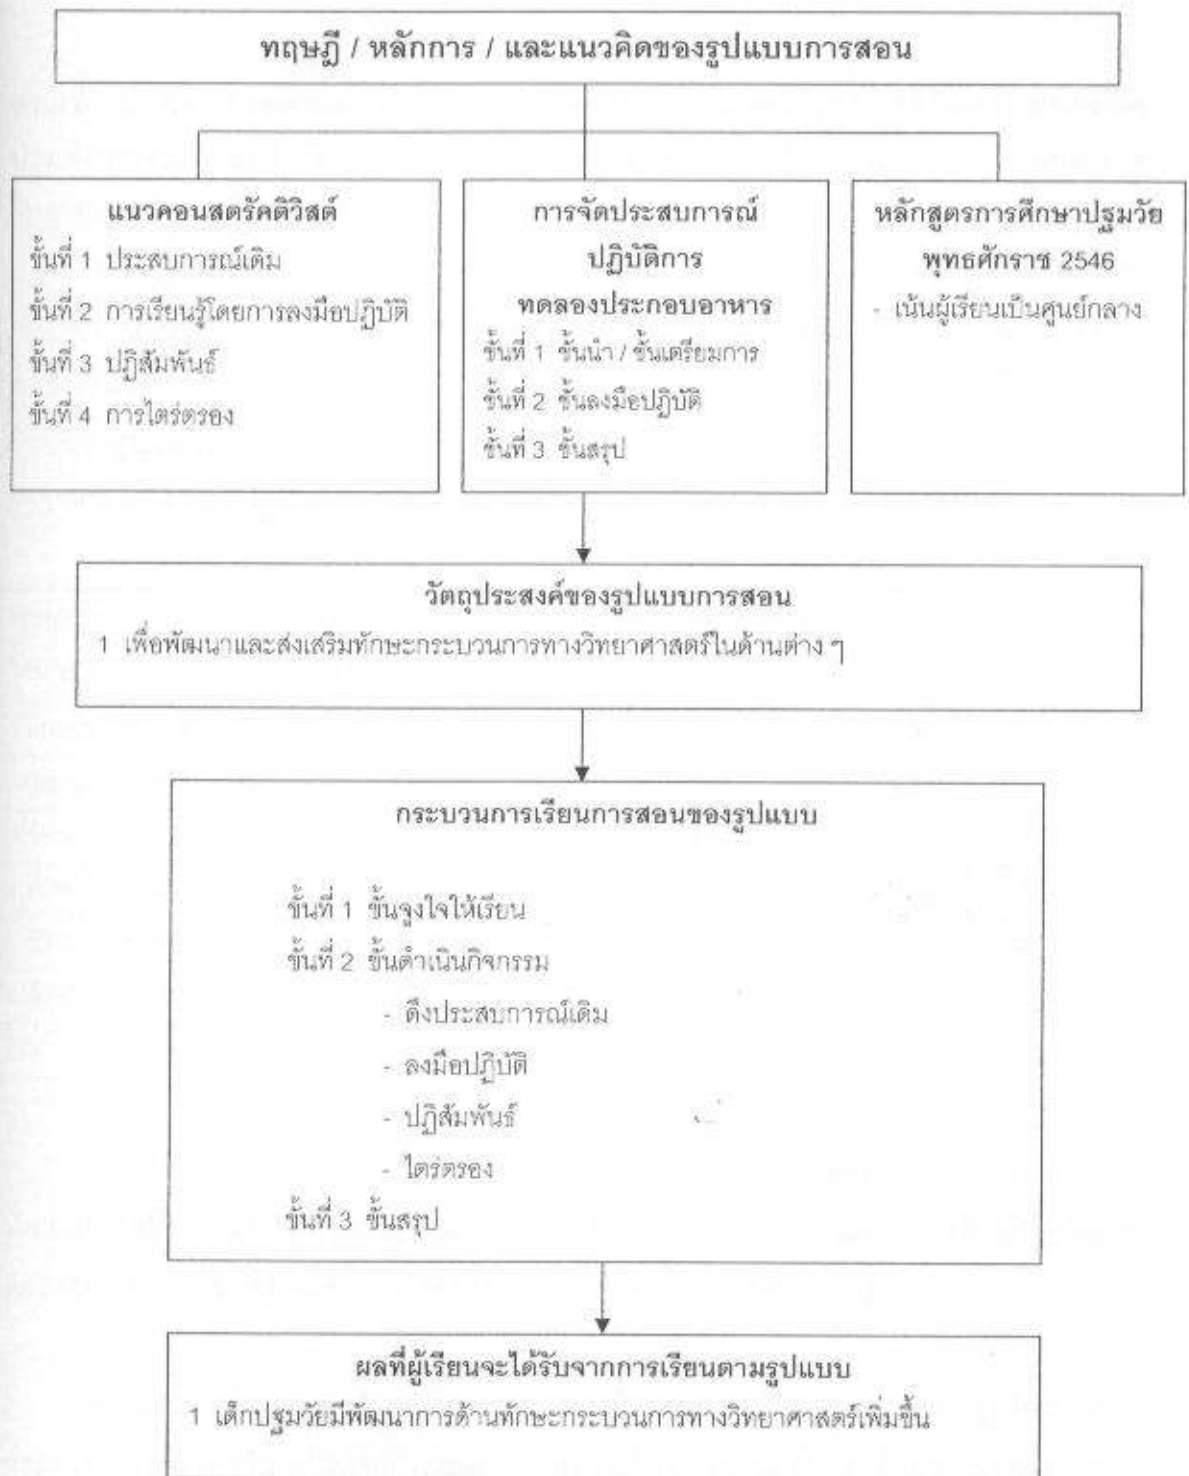 ทฤษฎี / หลักการ / และแนวคิดของรูปแบบการสอน
แนวคอนสตรัคติวิสต์
ขั้นที่ 1 ประสบการณ์เดิม
ขั้นที่ 2 การเรียนรู้โดยการลงมือปฏิบัติ
ขั้นที่ 3 ปฏิสัมพันธ์
ขั้นที่ 4 การไตร่ตรอง
การจัดประสบการณ์
ปฏิบัติการ
ทดลองประกอบอาหาร
ขั้นที่ 1 ขั้นนำ / ขั้นเตรียมการ
ขั้นที่ 2 ขั้นลงมือปฏิบัติ
ขั้นที่ 3 ขั้นสรุป
หลักสูตรการศึกษาปฐมวัย
พุทธศักราช 2546
- เน้นผู้เรียนเป็นศูนย์กลาง
วัตถุประสงค์ของรูปแบบการสอน
1 เพื่อพัฒนาและส่งเสริมทักษะกระบวนการทางวิทยาศาสตร์ในด้านต่าง ๆ
กระบวนการเรียนการสอนของรูปแบบ
ขั้นที่ 1 ขั้นจูงใจให้เรียน
ขั้นที่ 2 ขั้นดำเนินกิจกรรม
- ดึงประสบการณ์เดิม
- ลงมือปฏิบัติ
- ปฏิสัมพันธ์
- ไตร่ตรอง
ขั้นที่ 3 ขั้นสรุป
ผลที่ผู้เรียนจะได้รับจากการเรียนตามรูปแบบ
1 เด็กปฐมวัยมีพัฒนาการด้านทักษะกระบวนการทางวิทยาศาสตร์เพิ่มขึ้น